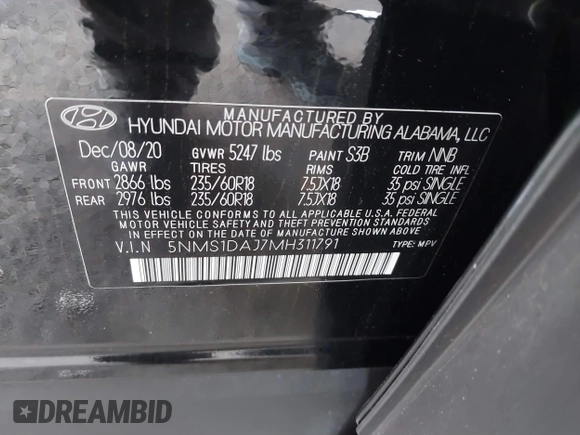 MANUFACTURED BY
HYUNDAI MOTOR MANUFACTURING ALABAMA, LLC
Dec/08/20 GVWR 5247 lbs PAINT S3B TRIM NNB
GAWR TIRES RIMS COLD TIRE INFL
FRONT 2866 lbs 235/60R18 7.5JX18 35 psi SINGLE
REAR 2976 lbs 235/60R18 7.5JX18 35 psi SINGLE
THIS VEHICLE CONFORMS TO ALL APPLICABLE U.S.A. FEDERAL
MOTOR VEHICLE SAFETY AND THEFT PREVENTION STANDARDS
IN EFFECT ON THE DATE OF MANUFACTURE SHOWN ABOVE.
V.I.N 5NMS1DAJ7MH311791 TYPE: MPV
DREAMBID